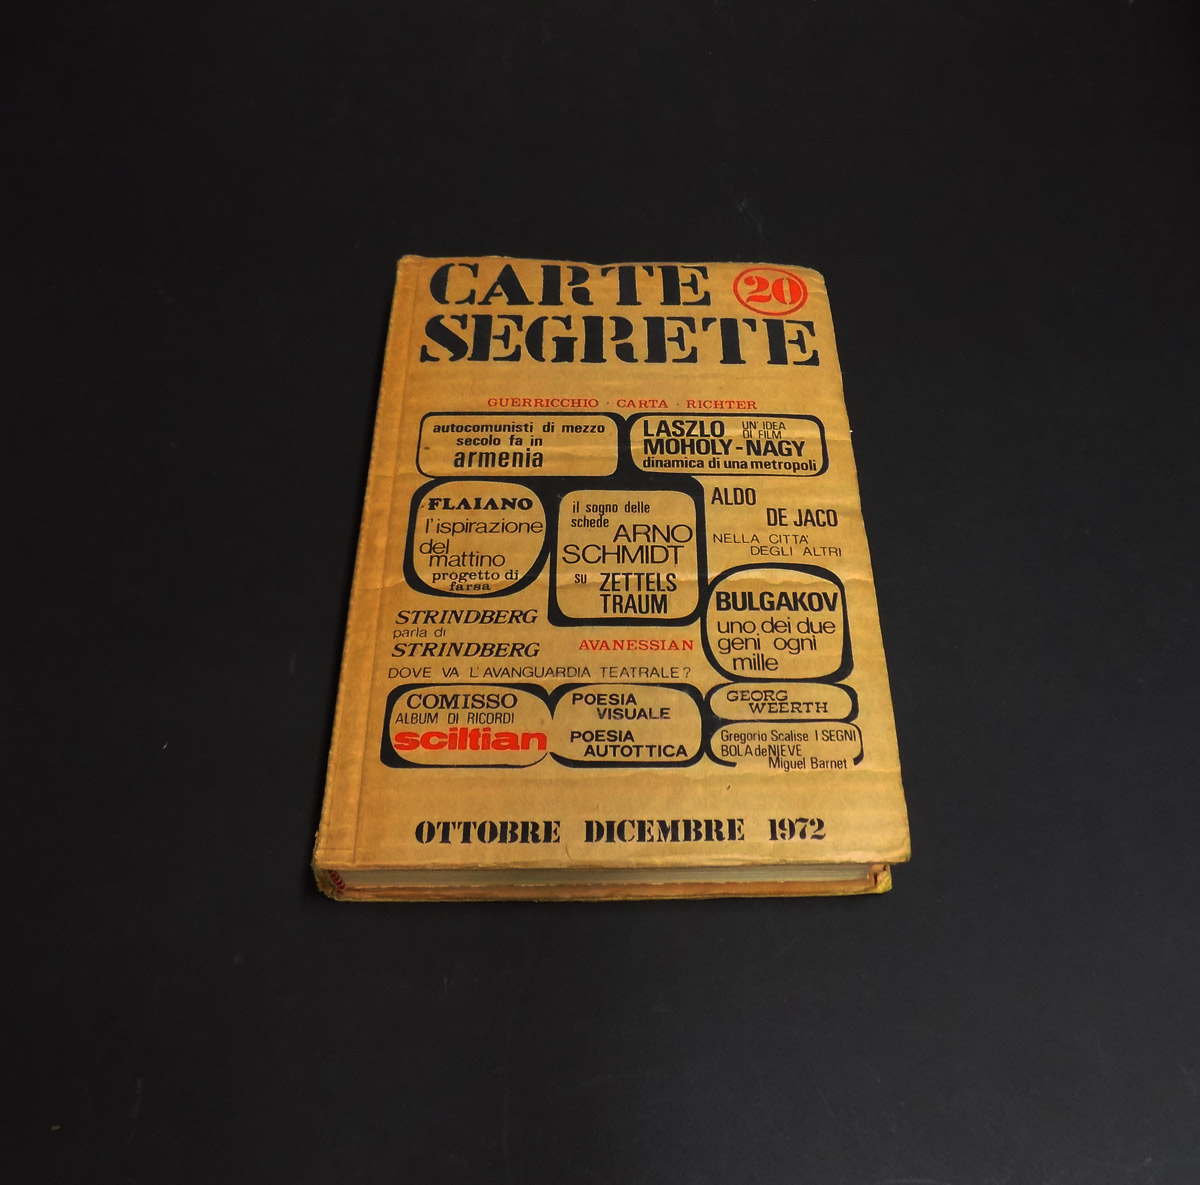 CARTE 20
SEGRETE
GUERRICCHIO · CARTA · RICHTER
autocomunisti di mezzo
secolo fa in
armenia
LASZLO UN' IDEA
DI FILM
MOHOLY-NAGY
dinamica di una metropoli
FLAIANO
l'ispirazione
del
mattino
progetto di
farsa
il sogno delle
schede ARNO
SCHMIDT
su ZETTELS
TRAUM
ALDO
DE JACO
NELLA CITTA'
DEGLI ALTRI
BULGAKOV
uno dei due
geni ogni
mille
STRINDBERG
parla di
STRINDBERG
AVANESSIAN
DOVE VA L'AVANGUARDIA TEATRALE?
COMISSO
ALBUM DI RICORDI
sciltian
POESIA
VISUALE
POESIA
AUTOTTICA
GEORG
WEERTH
Gregorio Scalise I SEGNI
BOLA de NIEVE
Miguel Barnet
OTTOBRE DICEMBRE 1972